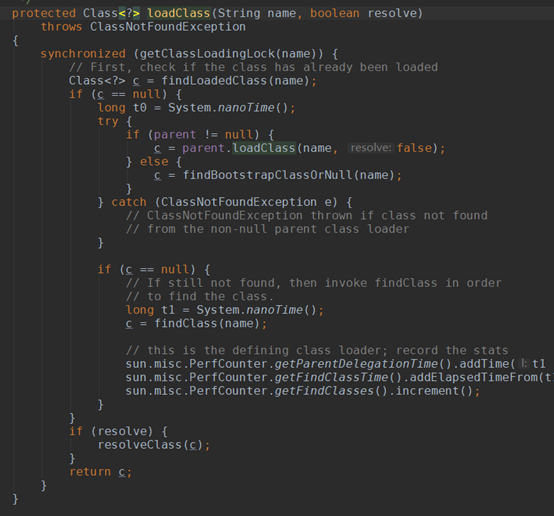 */
protected Class<?> loadClass(String name, boolean resolve)
    throws ClassNotFoundException
{
    synchronized (getClassLoadingLock(name)) {
        // First, check if the class has already been loaded
        Class<?> c = findLoadedClass(name);
        if (c == null) {
            long t0 = System.nanoTime();
            try {
                if (parent != null) {
                    c = parent.loadClass(name, resolve: false);
                } else {
                    c = findBootstrapClassOrNull(name);
                }
            } catch (ClassNotFoundException e) {
                // ClassNotFoundException thrown if class not found
                // from the non-null parent class loader
            }

            if (c == null) {
                // If still not found, then invoke findClass in order
                // to find the class.
                long t1 = System.nanoTime();
                c = findClass(name);

                // this is the defining class loader; record the stats
                sun.misc.PerfCounter.getParentDelegationTime().addTime( l: t1
                sun.misc.PerfCounter.getFindClassTime().addElapsedTimeFrom(t
                sun.misc.PerfCounter.getFindClasses().increment();
            }
        }
        if (resolve) {
            resolveClass(c);
        }
        return c;
    }
}